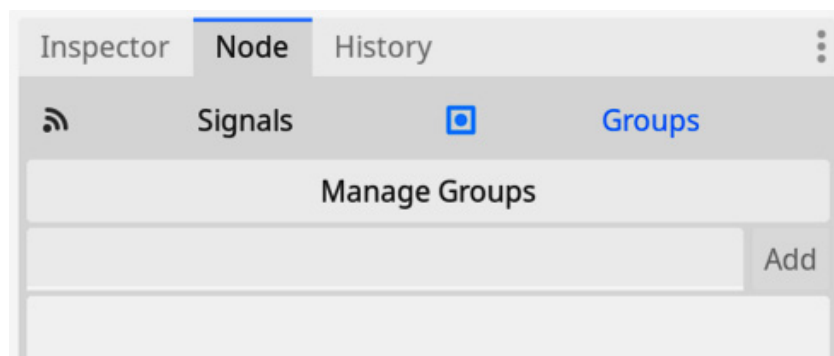 Inspector Node History
Signals Groups
Manage Groups
Add